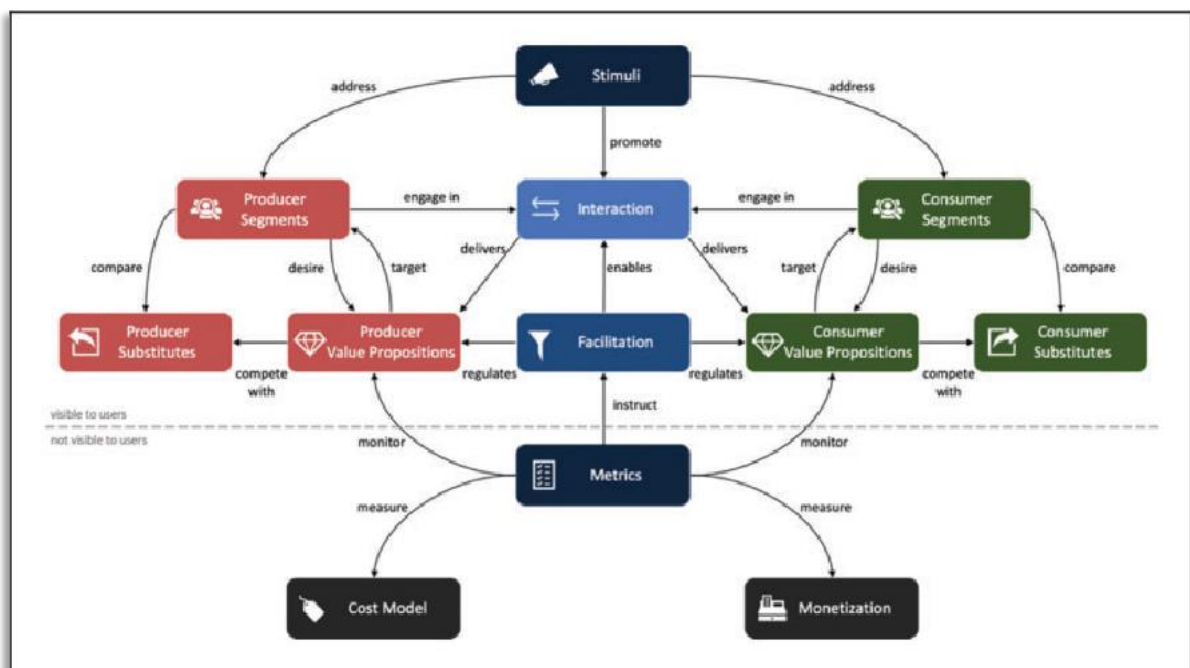 Stimuli
address
address
promote
Producer
Segments
engage in
Interaction
engage in
Consumer
Segments
delivers
delivers
compare
desire
target
enables
target
desire
compare
Producer
Substitutes
Producer
Value Propositions
Facilitation
Consumer
Value Propositions
Consumer
Substitutes
compete
with
regulates
regulates
compete
with
instruct
visible to users
not visible to users
monitor
monitor
Metrics
measure
measure
Cost Model
Monetization